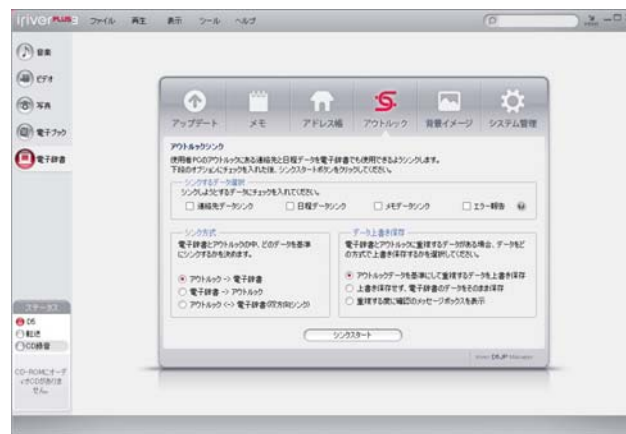 iriver PLUS 3
ファイル 再生 表示 ツール ヘルプ
音楽
ビデオ
写真
電子ブック
電子辞書
アップデート メモ アドレス帳 アウトルック 背景イメージ システム管理
アウトルックシンク
使用者PCのアウトルックにある連絡先と日程データを電子辞書でも使用できるようシンクします。
下段のオプションにチェックを入れた後、シンクスタートボタンをクリックしてください。
シンクするデータ選択
シンクしようとするデータにチェックを入れてください。
連絡先データシンク 日程データシンク メモデータシンク エラー報告
シンク方式
電子辞書とアウトルックの中、どのデータを基準
にシンクするかを決めます。
アウトルック -> 電子辞書
電子辞書 -> アウトルック
アウトルック <-> 電子辞書(双方向シンク)
データ上書き保存
電子辞書とアウトルックに重複するデータがある場合、データをど
の方式で上書き保存するかを選択してください。
アウトルックデータを基準にして重複するデータを上書き保存
上書き保存せず、電子辞書のデータをそのまま保存
重複する度に確認のメッセージボックスを表示
シンクスタート
iriver D5JP Manager
ステータス
D5
転送
CD録音
CD-ROMにオーデ
ィオCDがありま
せん。